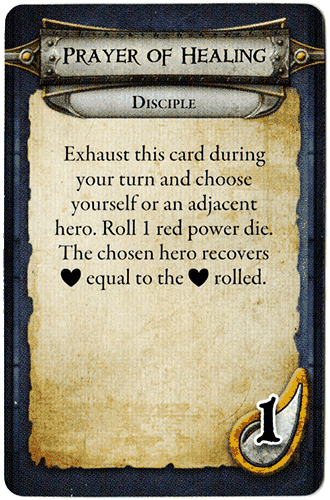 Prayer of Healing
Disciple
Exhaust this card during
your turn and choose
yourself or an adjacent
hero. Roll 1 red power die.
The chosen hero recovers
♥ equal to the ♥ rolled.
1